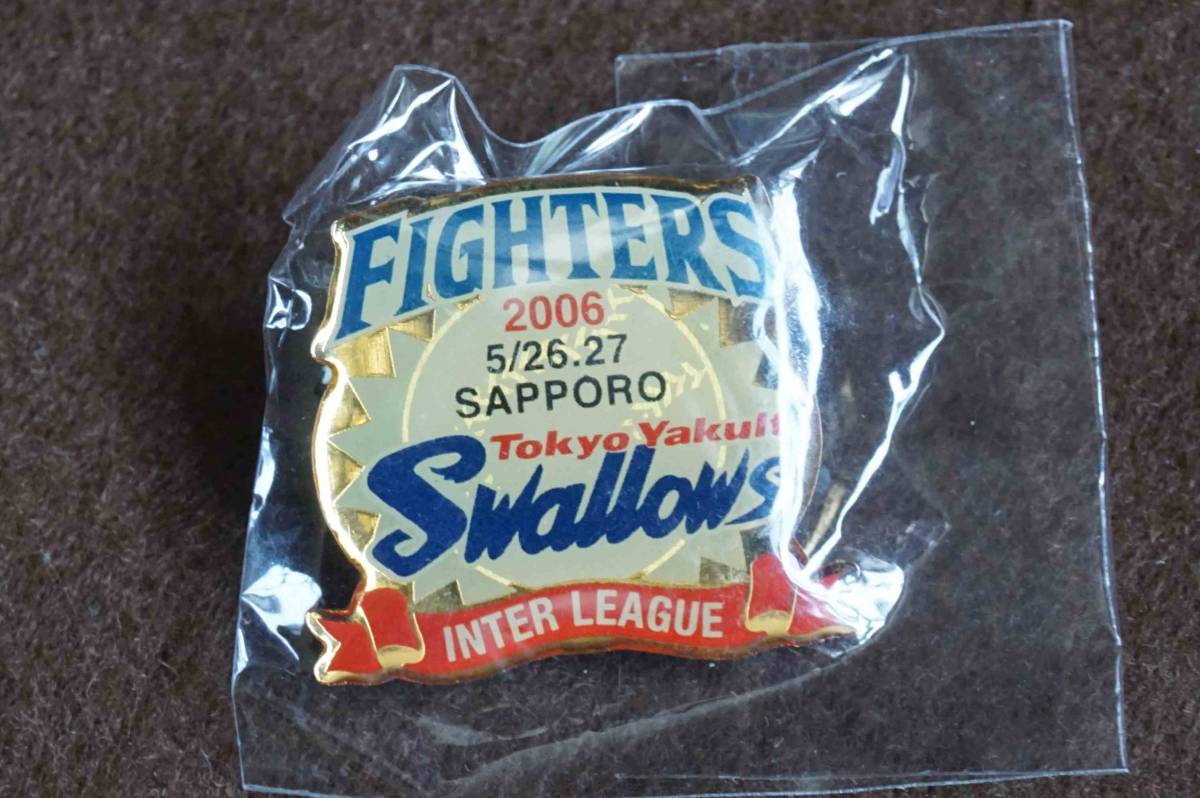 FIGHTERS
2006
5/26.27
SAPPORO
Tokyo Yakult
Swallows
INTER LEAGUE